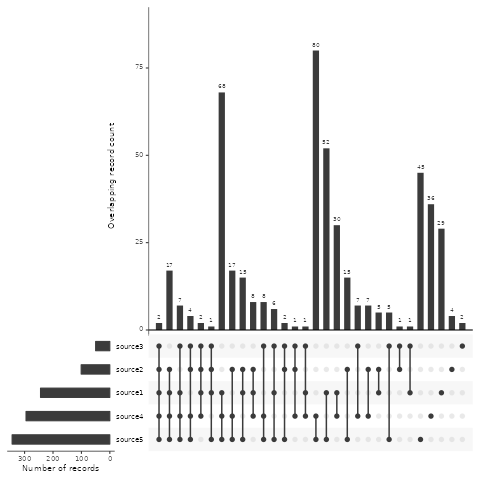 80
68
75
52
50
45
36
30
29
25
17 17 15 15
7 8 8 6 7 7 5 5
2 4 2 1 2 1 1 1 1 4 2
0
Overlapping record count
source3
source2
source1
source4
source5
300 200 100 0
Number of records